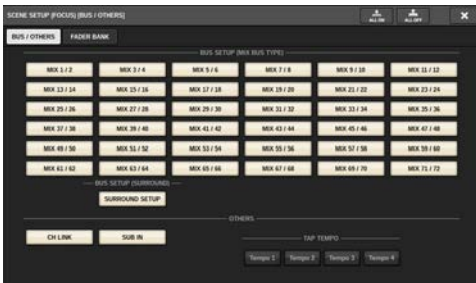 SCENE SETUP (FOCUS) [BUS / OTHERS]
ALL ON ALL OFF
BUS / OTHERS FADER BANK
BUS SETUP (MIX BUS TYPE)
MIX 1 / 2 MIX 3 / 4 MIX 5 / 6 MIX 7 / 8 MIX 9 / 10 MIX 11 / 12
MIX 13 / 14 MIX 15 / 16 MIX 17 / 18 MIX 19 / 20 MIX 21 / 22 MIX 23 / 24
MIX 25 / 26 MIX 27 / 28 MIX 29 / 30 MIX 31 / 32 MIX 33 / 34 MIX 35 / 36
MIX 37 / 38 MIX 39 / 40 MIX 41 / 42 MIX 43 / 44 MIX 45 / 46 MIX 47 / 48
MIX 49 / 50 MIX 51 / 52 MIX 53 / 54 MIX 55 / 56 MIX 57 / 58 MIX 59 / 60
MIX 61 / 62 MIX 63 / 64 MIX 65 / 66 MIX 67 / 68 MIX 69 / 70 MIX 71 / 72
BUS SETUP (SURROUND)
SURROUND SETUP
OTHERS
CH LINK SUB IN
TAP TEMPO
Tempo 1 Tempo 2 Tempo 3 Tempo 4